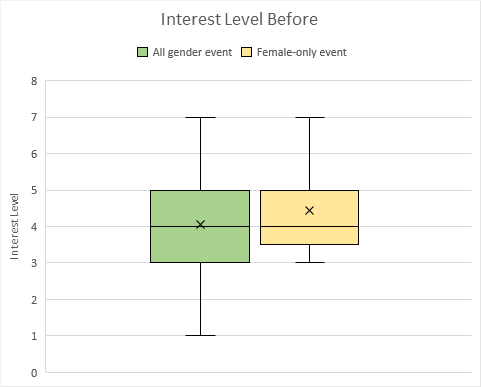 Interest Level Before
All gender event
Female-only event
8
7
6
5
4
3
2
1
0
Interest Level